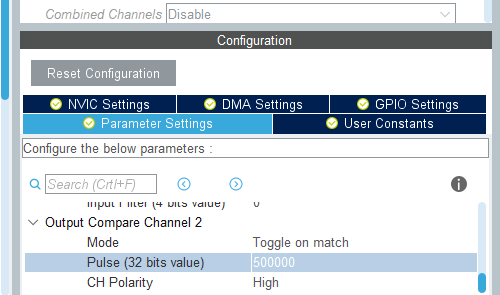 Combined Channels Disable
Configuration
Reset Configuration
NVIC Settings DMA Settings GPIO Settings
Parameter Settings User Constants
Configure the below parameters :
Search (CrtI+F)
Input Filter (4 bits value) 0
Output Compare Channel 2
Mode Toggle on match
Pulse (32 bits value) 500000
CH Polarity High